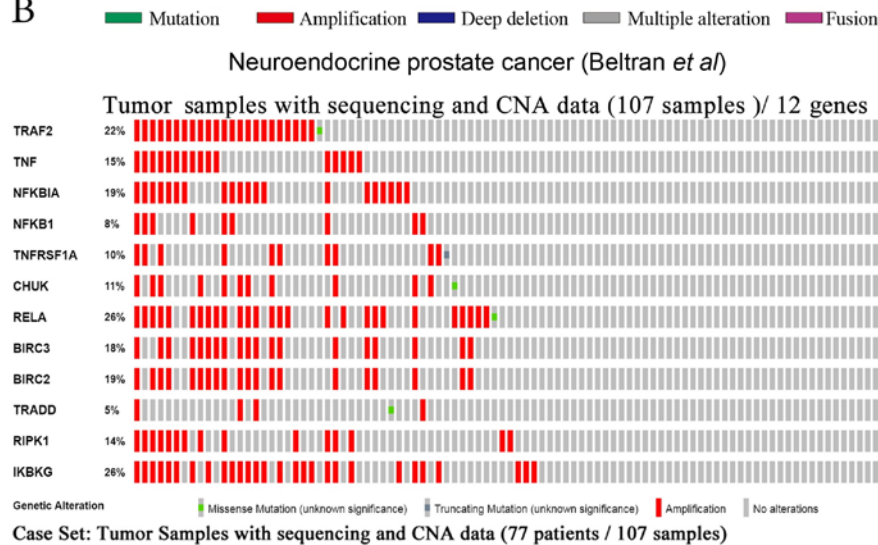 B
Mutation Amplification Deep deletion Multiple alteration Fusion
Neuroendocrine prostate cancer (Beltran et al)
Tumor samples with sequencing and CNA data (107 samples )/ 12 genes
TRAF2 22%
TNF 15%
NFKBIA 19%
NFKB1 8%
TNFRSF1A 10%
CHUK 11%
RELA 26%
BIRC3 18%
BIRC2 19%
TRADD 5%
RIPK1 14%
IKBKG 26%
Genetic Alteration Missense Mutation (unknown significance) Truncating Mutation (unknown significance) Amplification No alterations
Case Set: Tumor Samples with sequencing and CNA data (77 patients / 107 samples)